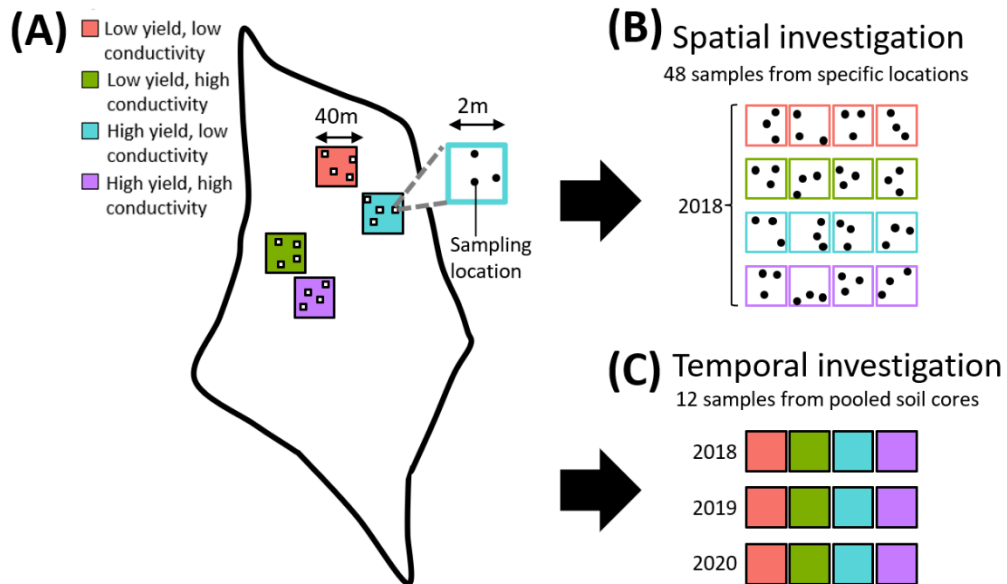 (A)
Low yield, low
conductivity
Low yield, high
conductivity
High yield, low
conductivity
High yield, high
conductivity
40m
2m
Sampling
location
(B) Spatial investigation
48 samples from specific locations
2018
(C) Temporal investigation
12 samples from pooled soil cores
2018
2019
2020